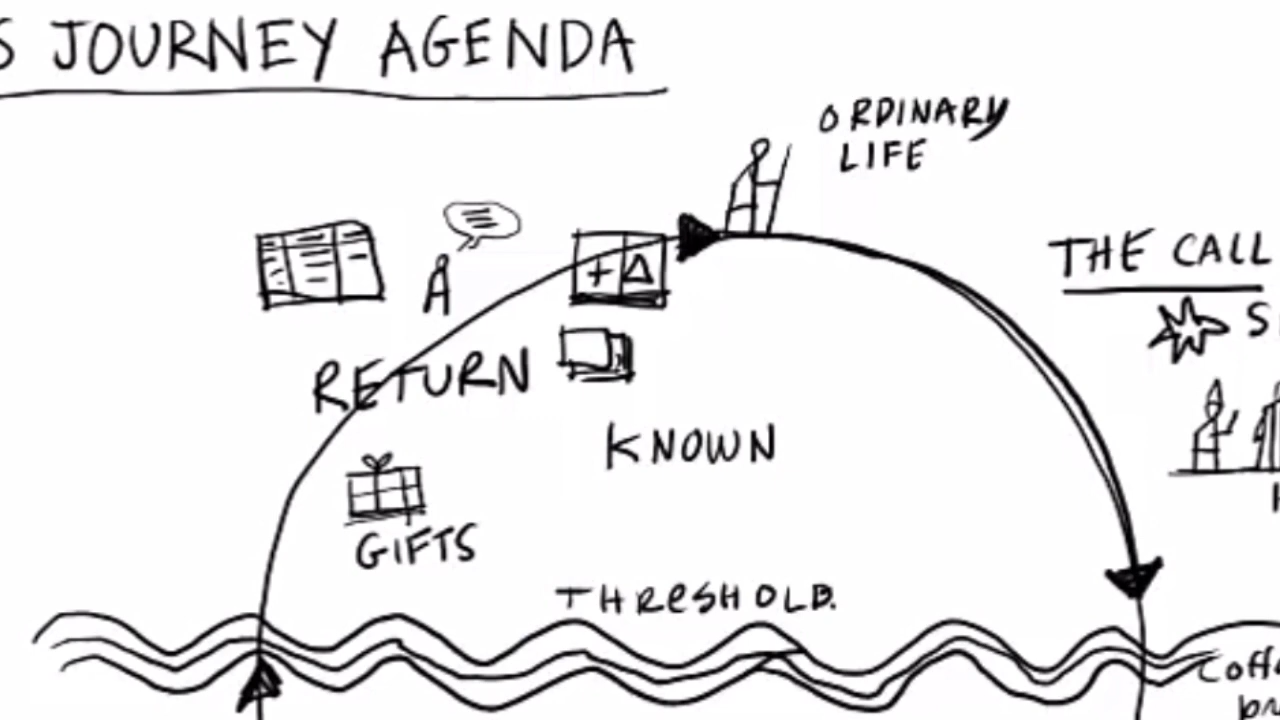 S JOURNEY AGENDA
ORDINARY
LIFE
THE CALL
+ Δ
RETURN
KNOWN
GIFTS
THRESHOLD.